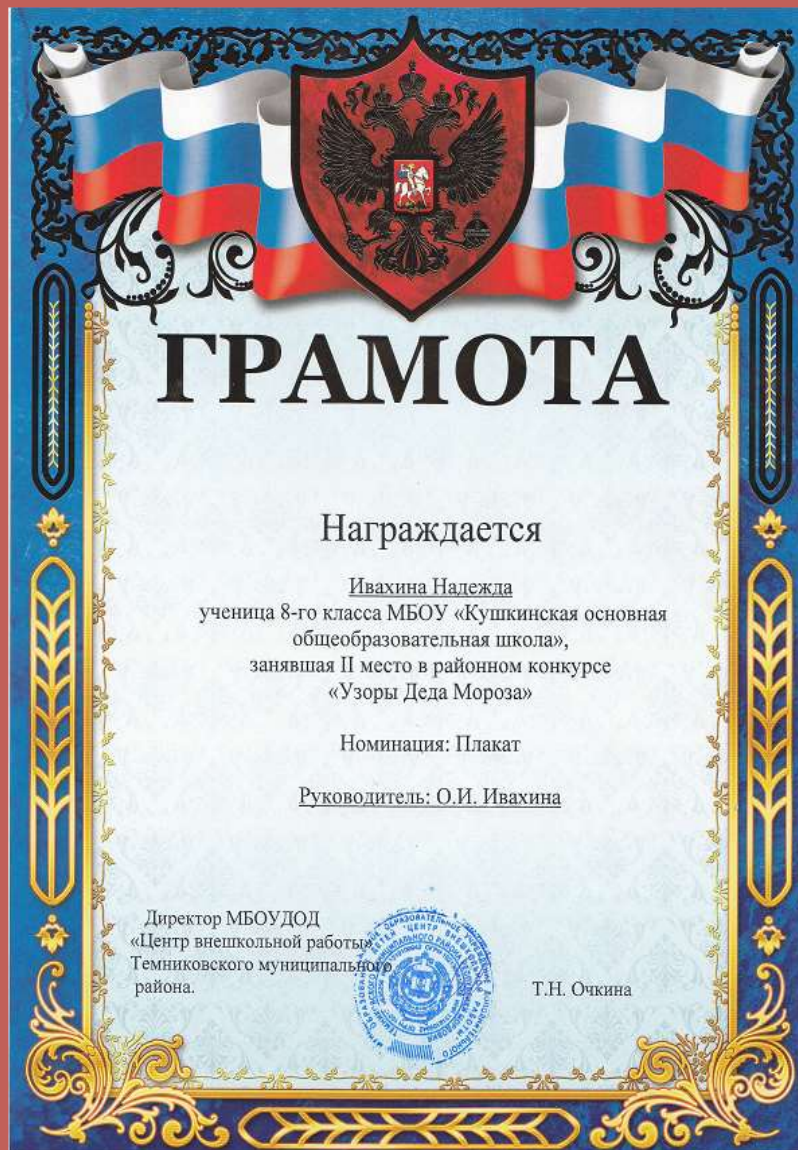 ГРАМОТА
Награждается
Ивахина Надежда
ученица 8-го класса МБОУ «Кушкинская основная
общеобразовательная школа»,
занявшая II место в районном конкурсе
«Узоры Деда Мороза»
Номинация: Плакат
Руководитель: О.И. Ивахина
Директор МБОУДОД
«Центр внешкольной работы»
Темниковского муниципального
района.
Т.Н. Очкина